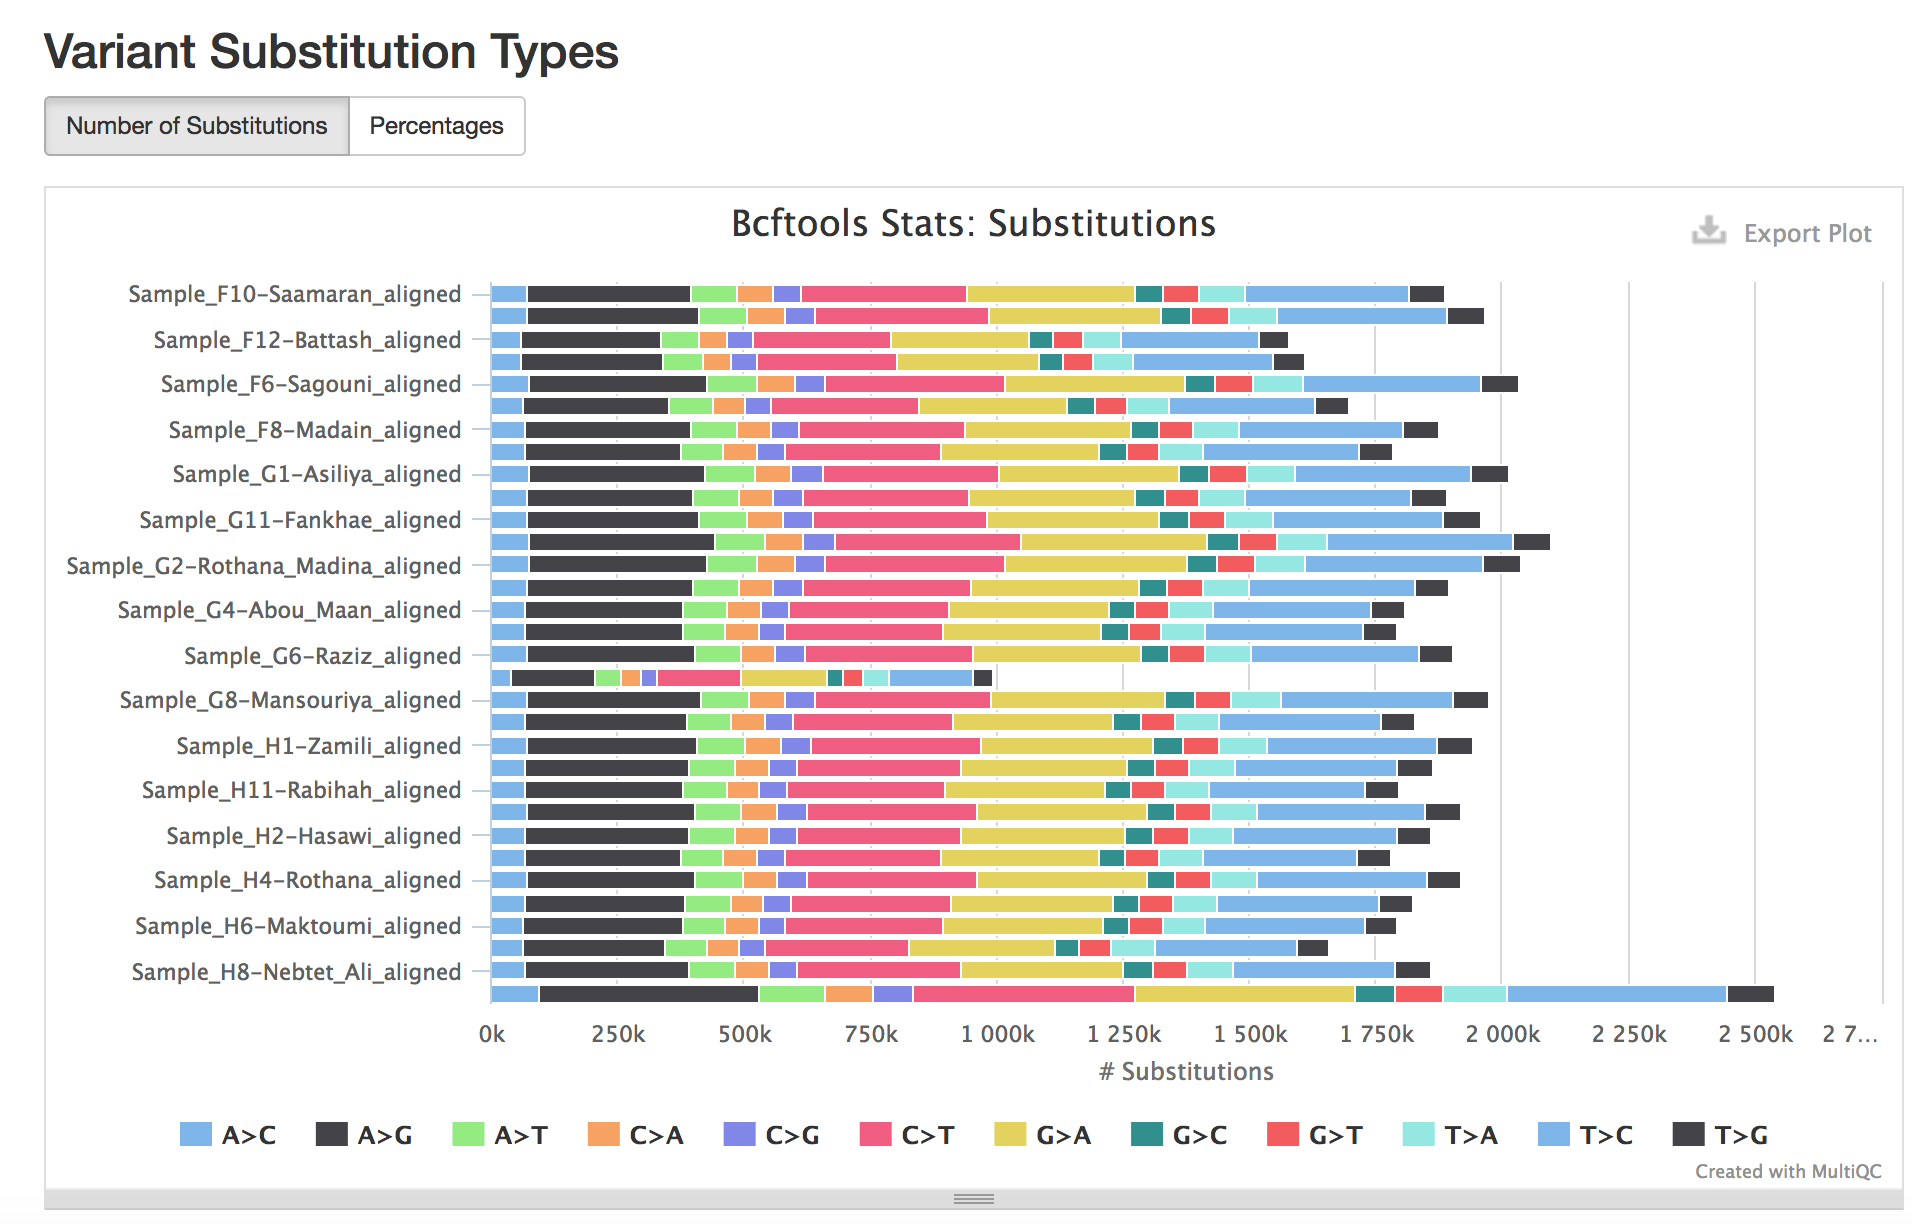 Variant Substitution Types
Number of Substitutions Percentages
Bcftools Stats: Substitutions
Export Plot
Sample_F10-Saamaran_aligned
Sample_F12-Battash_aligned
Sample_F6-Sagouni_aligned
Sample_F8-Madain_aligned
Sample_G1-Asiliya_aligned
Sample_G11-Fankhae_aligned
Sample_G2-Rothana_Madina_aligned
Sample_G4-Abou_Maan_aligned
Sample_G6-Raziz_aligned
Sample_G8-Mansouriya_aligned
Sample_H1-Zamili_aligned
Sample_H11-Rabihah_aligned
Sample_H2-Hasawi_aligned
Sample_H4-Rothana_aligned
Sample_H6-Maktoumi_aligned
Sample_H8-Nebtet_Ali_aligned
0k 250k 500k 750k 1 000k 1 250k 1 500k 1 750k 2 000k 2 250k 2 500k 2 7...
# Substitutions
A>C A>G A>T C>A C>G C>T G>A G>C G>T T>A T>C T>G
Created with MultiQC